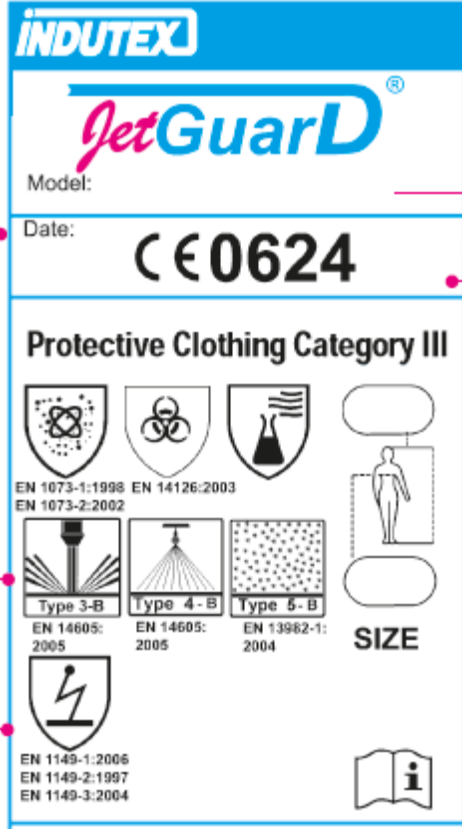 INDUTEX
JetGuarD®
Model:
Date:
CE0624
Protective Clothing Category III
EN 1073-1:1998 EN 14126:2003
EN 1073-2:2002
Type 3-B Type 4-B Type 5-B
EN 14605: EN 14605: EN 13982-1:
2005 2005 2004
SIZE
EN 1149-1:2006
EN 1149-2:1997
EN 1149-3:2004
i